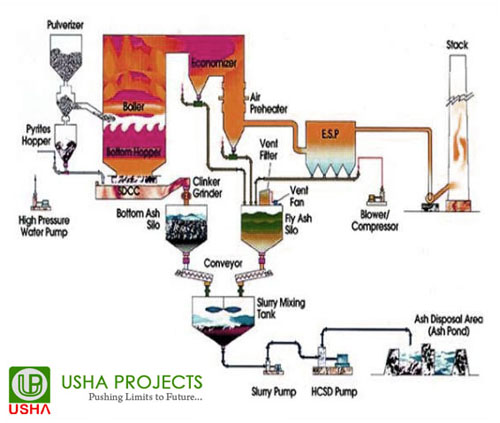 Pulverizer
Stack
Economizer
Air
Preheater
Boiler
E.S.P
Pyrites
Hopper
Vent
Filter
Bottom Hopper
SDCC
Clinker
Grinder
Vent
Fan
High Pressure
Water Pump
Bottom Ash
Silo
Fly Ash
Silo
Blower/
Compressor
Conveyor
Slurry Mixing
Tank
Ash Disposal Area
(Ash Pond)
Slurry Pump
HCSD Pump
USHA
USHA PROJECTS
Pushing Limits to Future...